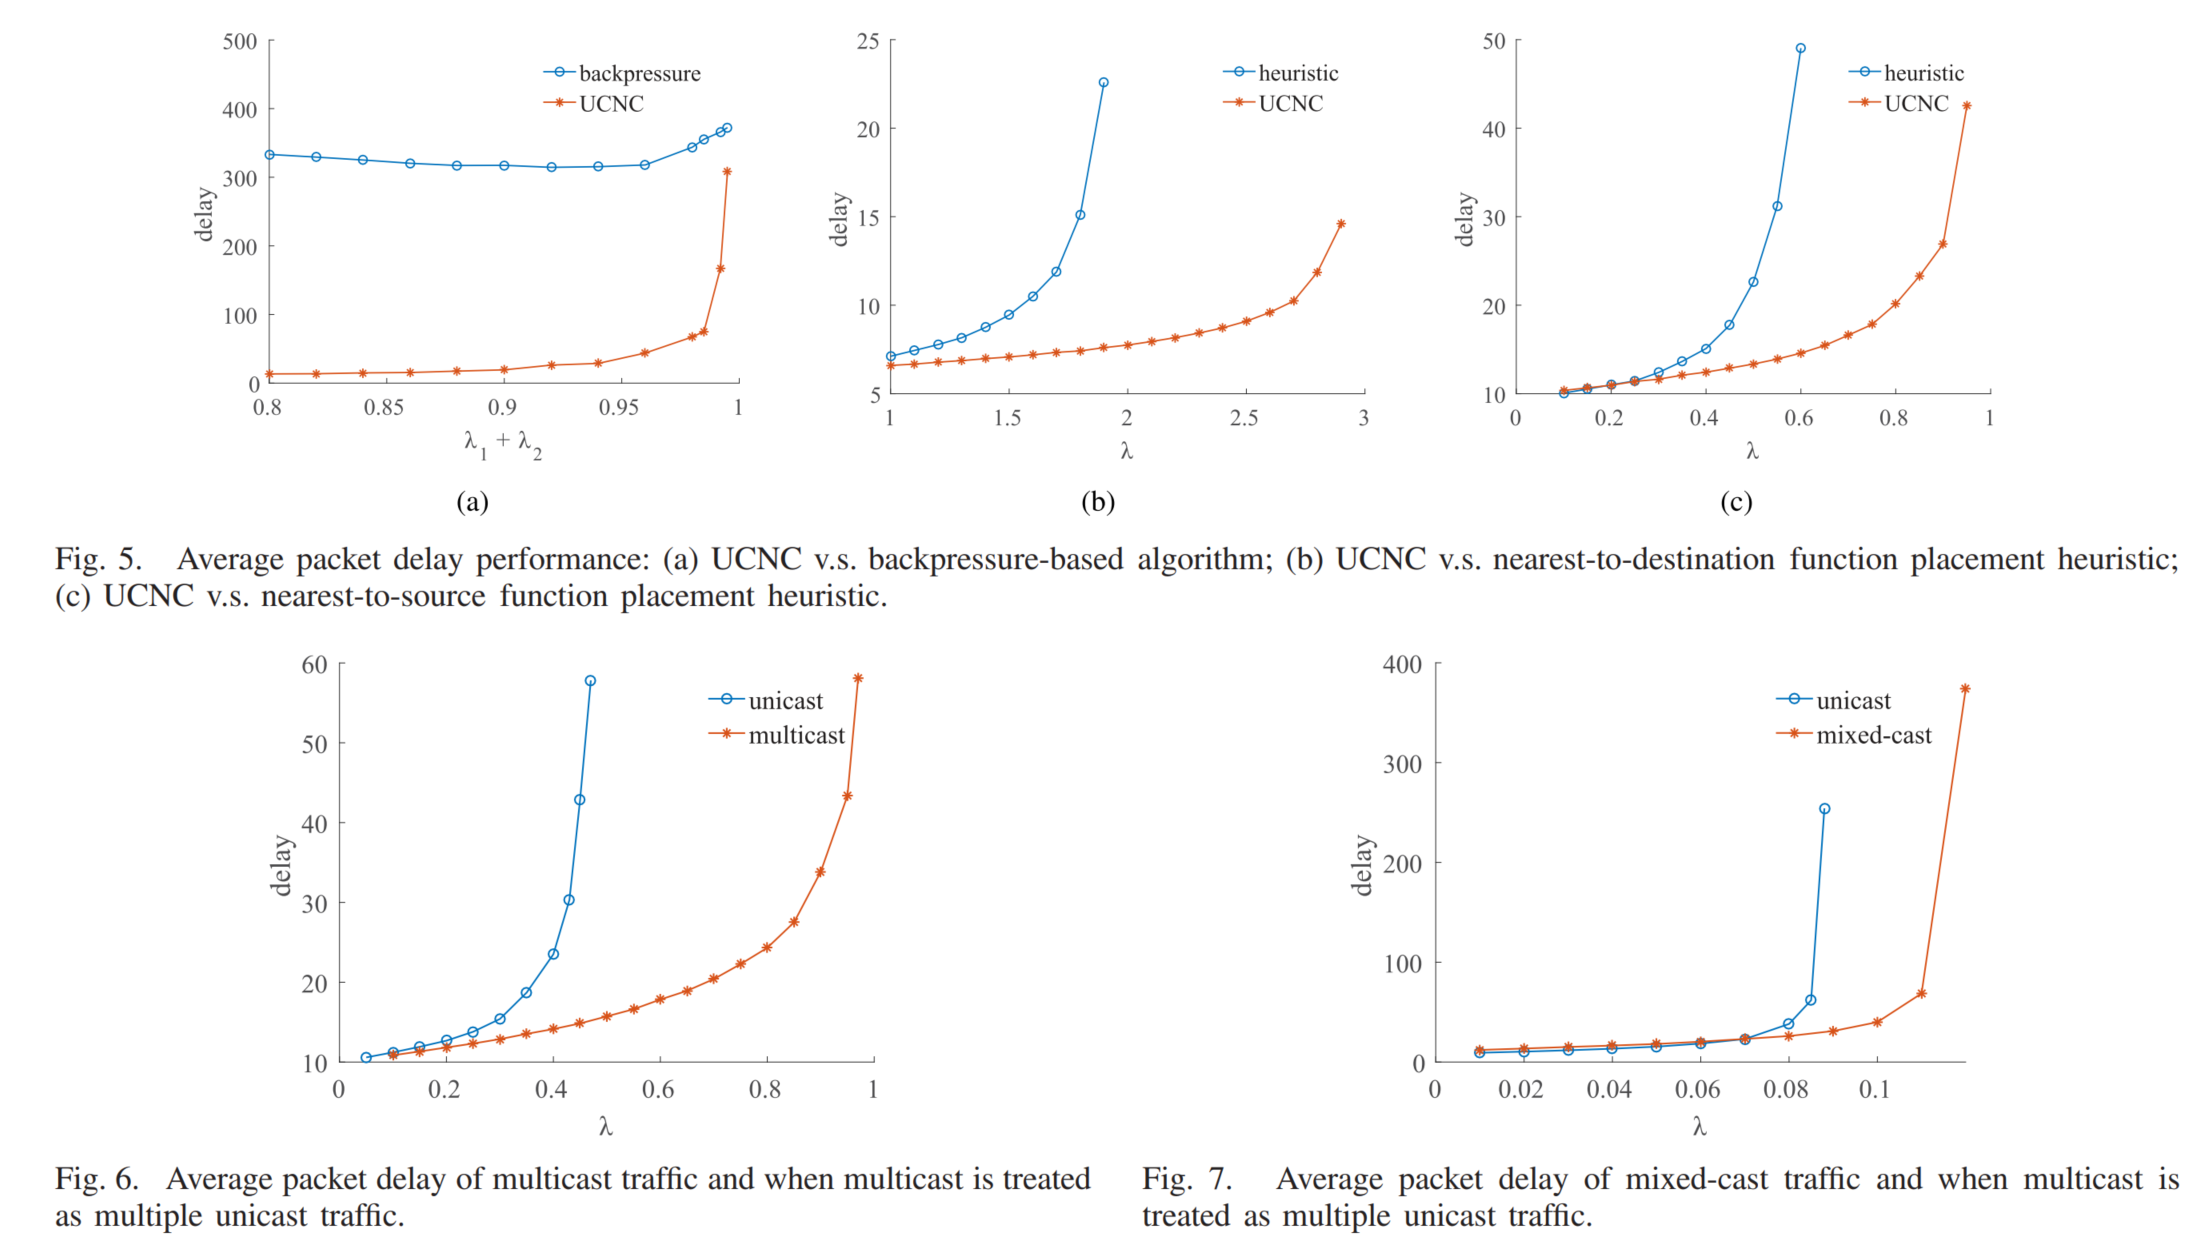 500
400
300
200
100
0
delay
backpressure
UCNC
0.8 0.85 0.9 0.95 1
λ1 + λ2
(a)
25
20
15
10
5
delay
heuristic
UCNC
1 1.5 2 2.5 3
λ
(b)
50
40
30
20
10
delay
heuristic
UCNC
0 0.2 0.4 0.6 0.8 1
λ
(c)
Fig. 5. Average packet delay performance: (a) UCNC v.s. backpressure-based algorithm; (b) UCNC v.s. nearest-to-destination function placement heuristic;
(c) UCNC v.s. nearest-to-source function placement heuristic.
60
50
40
30
20
10
delay
unicast
multicast
0 0.2 0.4 0.6 0.8 1
λ
Fig. 6. Average packet delay of multicast traffic and when multicast is treated
as multiple unicast traffic.
400
300
200
100
0
delay
unicast
mixed-cast
0 0.02 0.04 0.06 0.08 0.1
λ
Fig. 7. Average packet delay of mixed-cast traffic and when multicast is
treated as multiple unicast traffic.